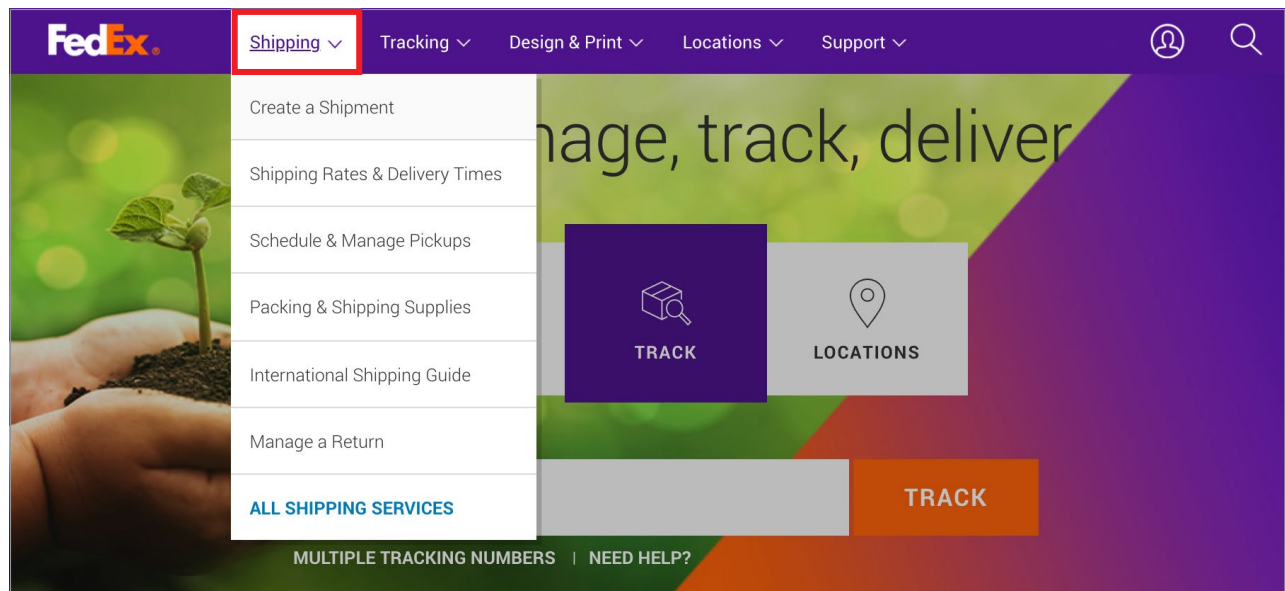 FedEx®
Shipping Tracking Design & Print Locations Support
Create a Shipment
Shipping Rates & Delivery Times
Schedule & Manage Pickups
Packing & Shipping Supplies
International Shipping Guide
Manage a Return
ALL SHIPPING SERVICES
track, deliver
TRACK
LOCATIONS
TRACK
MULTIPLE TRACKING NUMBERS | NEED HELP?